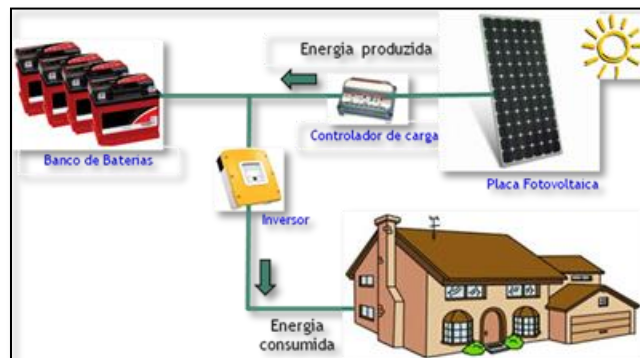 Energia produzida
Controlador de carga
Banco de Baterias
Placa Fotovoltaica
Inversor
Energia
consumida